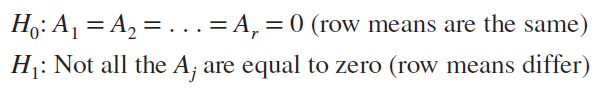 H₀: A₁ = A₂ = . . . = Aᵣ = 0 (row means are the same)
H₁: Not all the Aⱼ are equal to zero (row means differ)